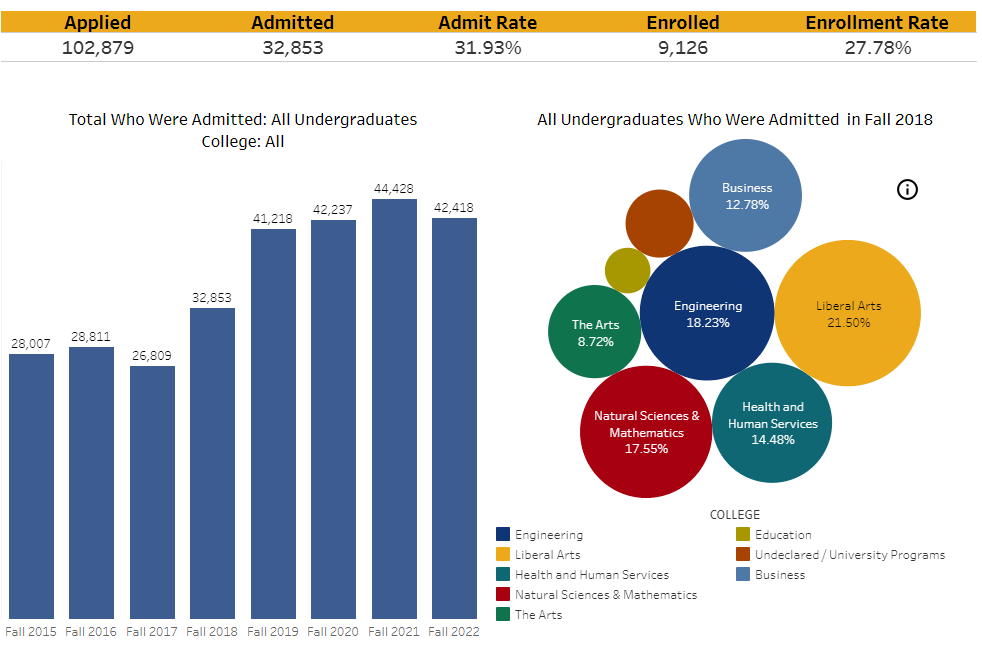 Applied Admitted Admit Rate Enrolled Enrollment Rate
102,879 32,853 31.93% 9,126 27.78%
Total Who Were Admitted: All Undergraduates
College: All
28,007
28,811
26,809
32,853
41,218
42,237
44,428
42,418
Fall 2015 Fall 2016 Fall 2017 Fall 2018 Fall 2019 Fall 2020 Fall 2021 Fall 2022
All Undergraduates Who Were Admitted in Fall 2018
i
Business
12.78%
Engineering
18.23%
Liberal Arts
21.50%
The Arts
8.72%
Natural Sciences &
Mathematics
17.55%
Health and
Human Services
14.48%
COLLEGE
Engineering
Liberal Arts
Health and Human Services
Natural Sciences & Mathematics
The Arts
Education
Undeclared / University Programs
Business